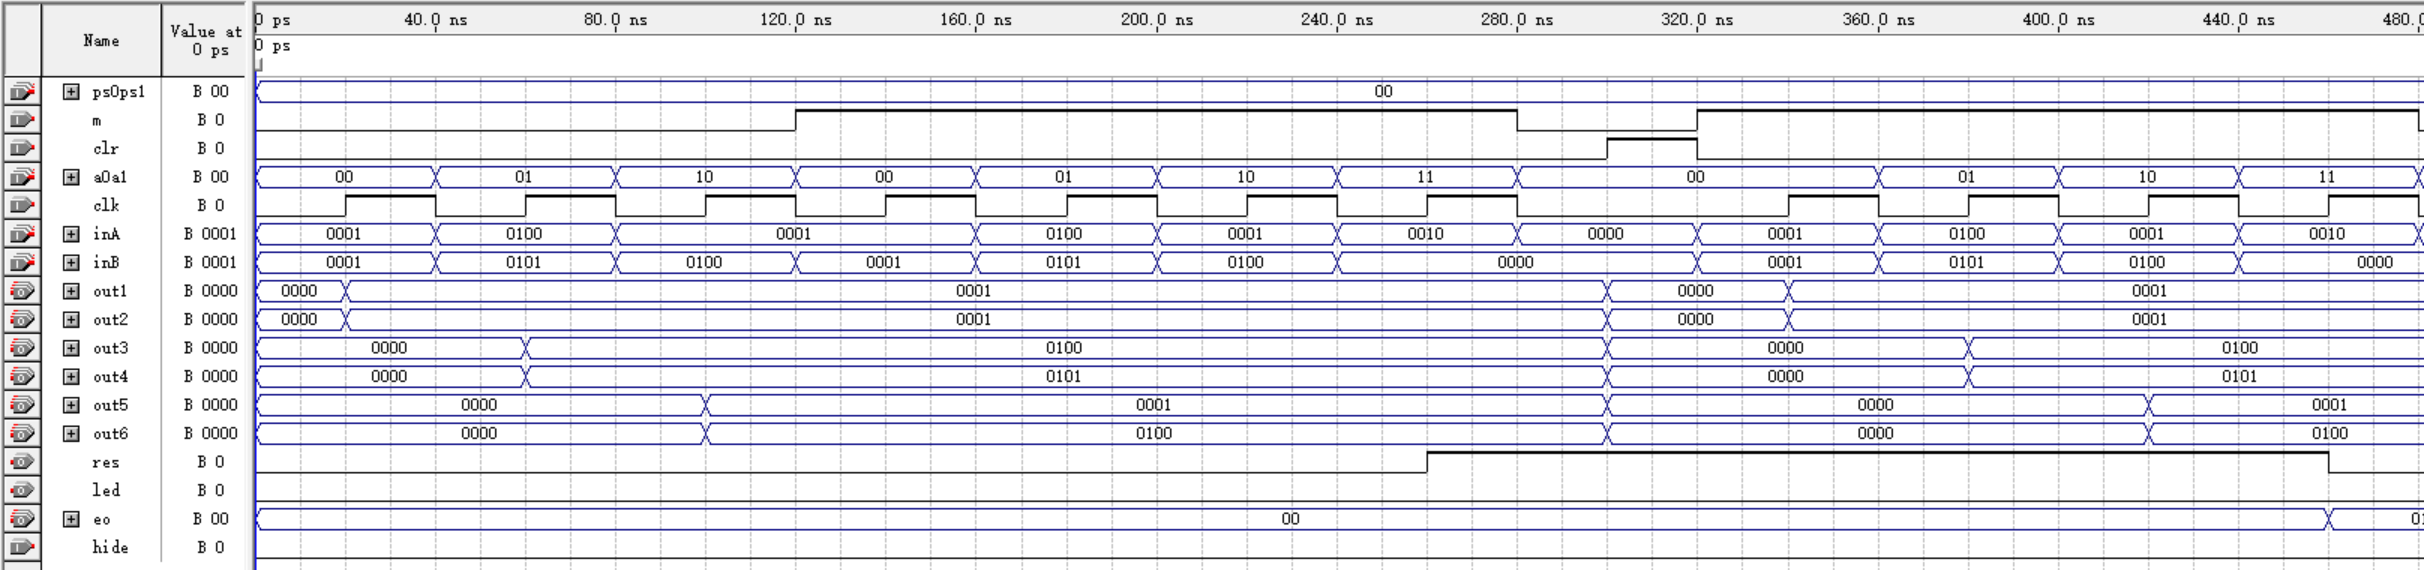 0 ps 40.0 ns 80.0 ns 120.0 ns 160.0 ns 200.0 ns 240.0 ns 280.0 ns 320.0 ns 360.0 ns 400.0 ns 440.0 ns 480.0
Name Value at 0 ps
0 ps
ps0ps1 B 00 00
m B 0
clr B 0
a0a1 B 00 00 01 10 00 01 10 11 00 01 10 11
clk B 0
inA B 0001 0001 0100 0001 0100 0001 0010 0000 0001 0100 0001 0010
inB B 0001 0001 0101 0100 0001 0101 0100 0000 0001 0101 0100 0000
out1 B 0000 0000 0001 0000 0001
out2 B 0000 0000 0001 0000 0001
out3 B 0000 0000 0100 0000 0100
out4 B 0000 0000 0101 0000 0101
out5 B 0000 0000 0001 0000 0001
out6 B 0000 0000 0100 0000 0100
res B 0
led B 0
eo B 00 00
hide B 0